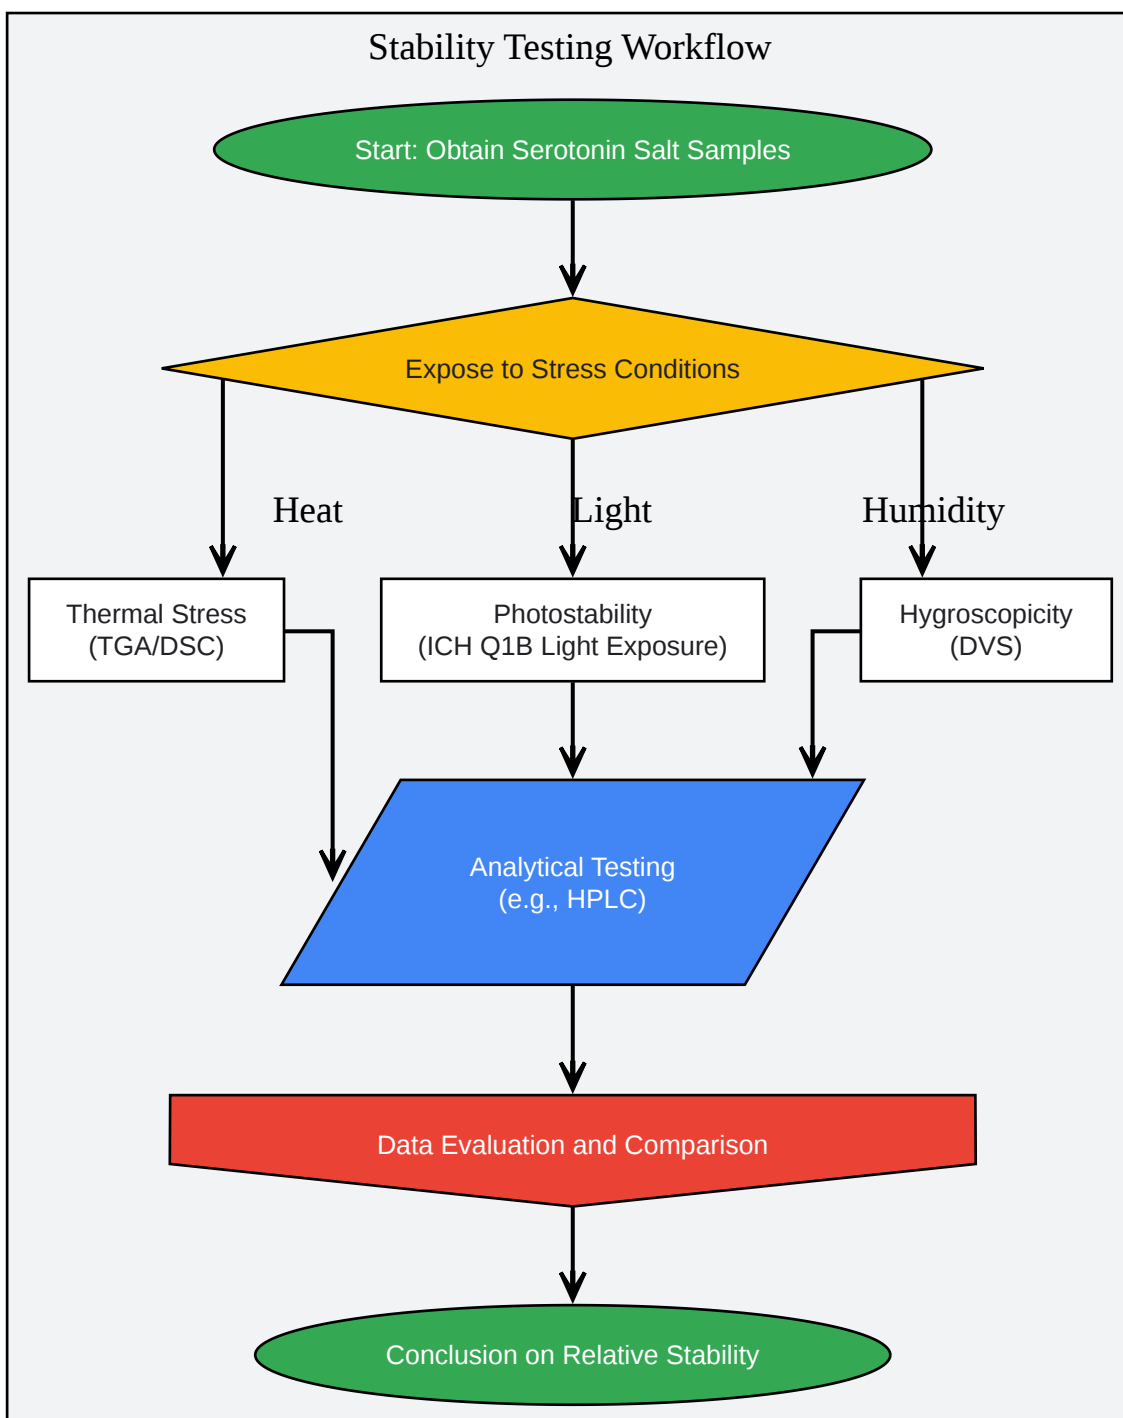 Stability Testing Workflow
Start: Obtain Serotonin Salt Samples
Expose to Stress Conditions
Heat
Light
Humidity
Thermal Stress
(TGA/DSC)
Photostability
(ICH Q1B Light Exposure)
Hygroscopicity
(DVS)
Analytical Testing
(e.g., HPLC)
Data Evaluation and Comparison
Conclusion on Relative Stability